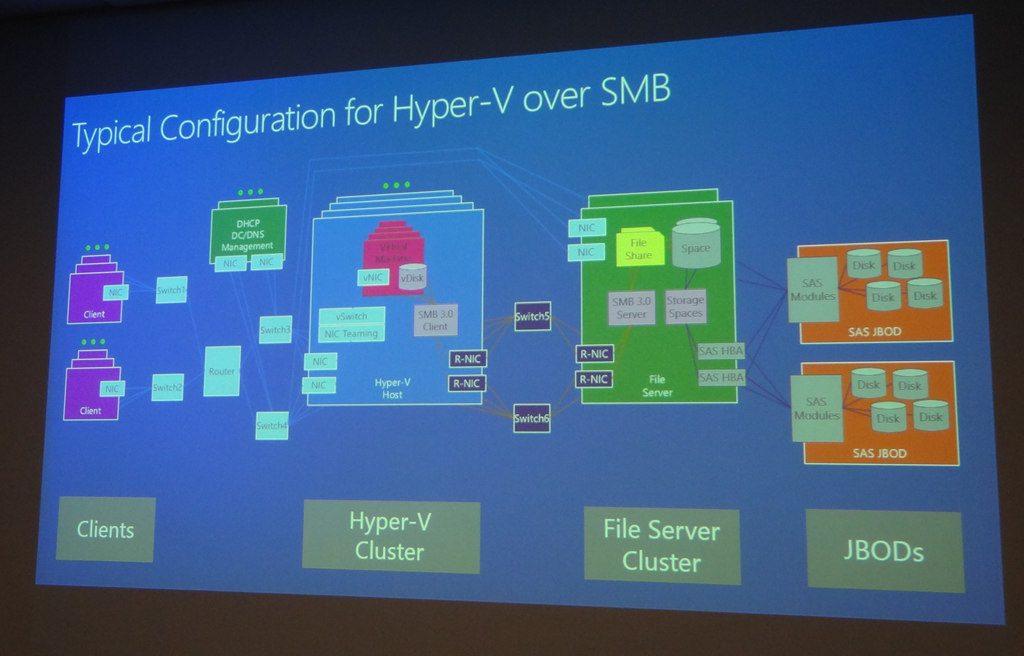 Typical Configuration for Hyper-V over SMB
DHCP
DC/DNS
Management
NIC
NIC
NIC
Client
NIC
Client
Switch1
Switch2
Router
Switch3
Switch4
Virtual
Machine
vNIC
vDisk
vSwitch
NIC Teaming
SMB 3.0
Client
NIC
NIC
R-NIC
R-NIC
Hyper-V
Host
Switch5
Switch6
NIC
NIC
File
Share
Space
SMB 3.0
Server
Storage
Spaces
R-NIC
R-NIC
SAS HBA
SAS HBA
File
Server
SAS
Modules
Disk
Disk
Disk
Disk
SAS JBOD
SAS
Modules
Disk
Disk
Disk
Disk
SAS JBOD
Clients
Hyper-V
Cluster
File Server
Cluster
JBODs